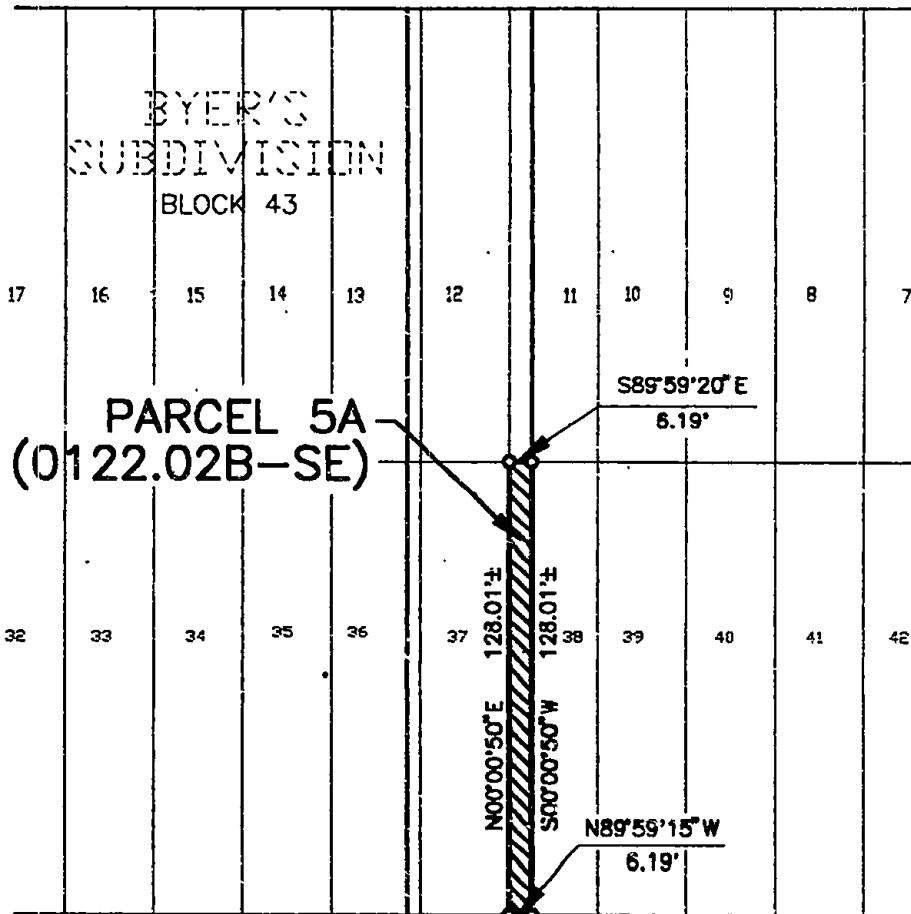 BYER'S
SUBDIVISION
BLOCK 43
17 16 15 14 13 12 11 10 9 8 7
S89°59'20"E
6.19'
PARCEL 5A
(0122.02B-SE)
128.01'±
128.01'±
32 33 34 35 36 37 38 39 40 41 42
N00°00'50"E
S00°00'50"W
N89°59'15"W
6.19'